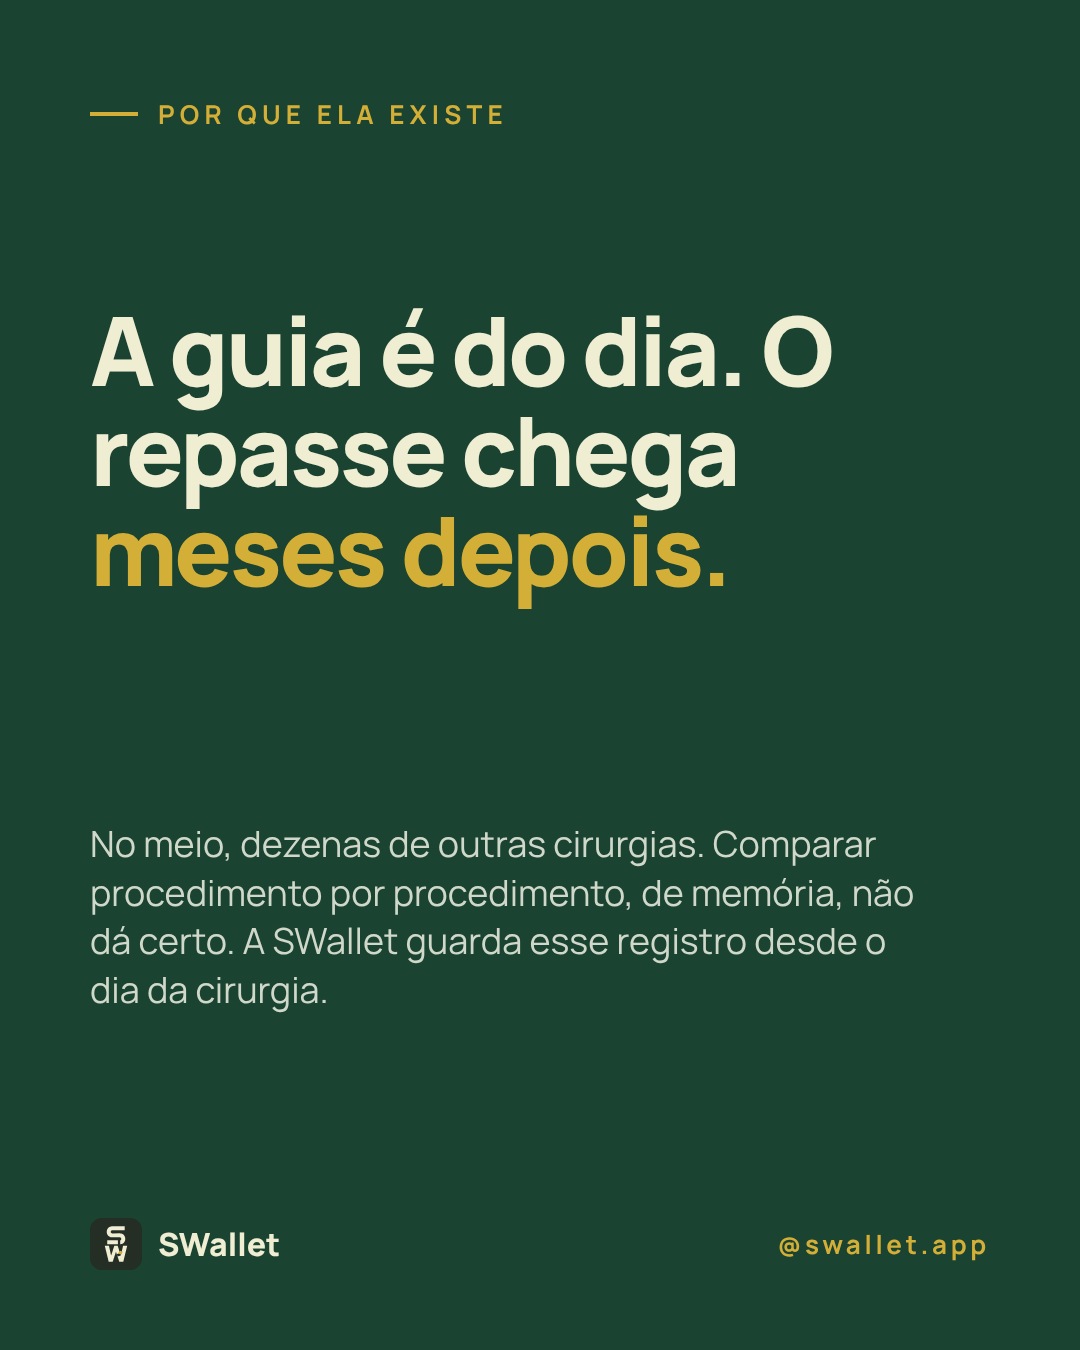 POR QUE ELA EXISTE
A guia é do dia. O
repasse chega
meses depois.
No meio, dezenas de outras cirurgias. Comparar
procedimento por procedimento, de memória, não
dá certo. A SWallet guarda esse registro desde o
dia da cirurgia.
SW
SWallet
@swallet.app